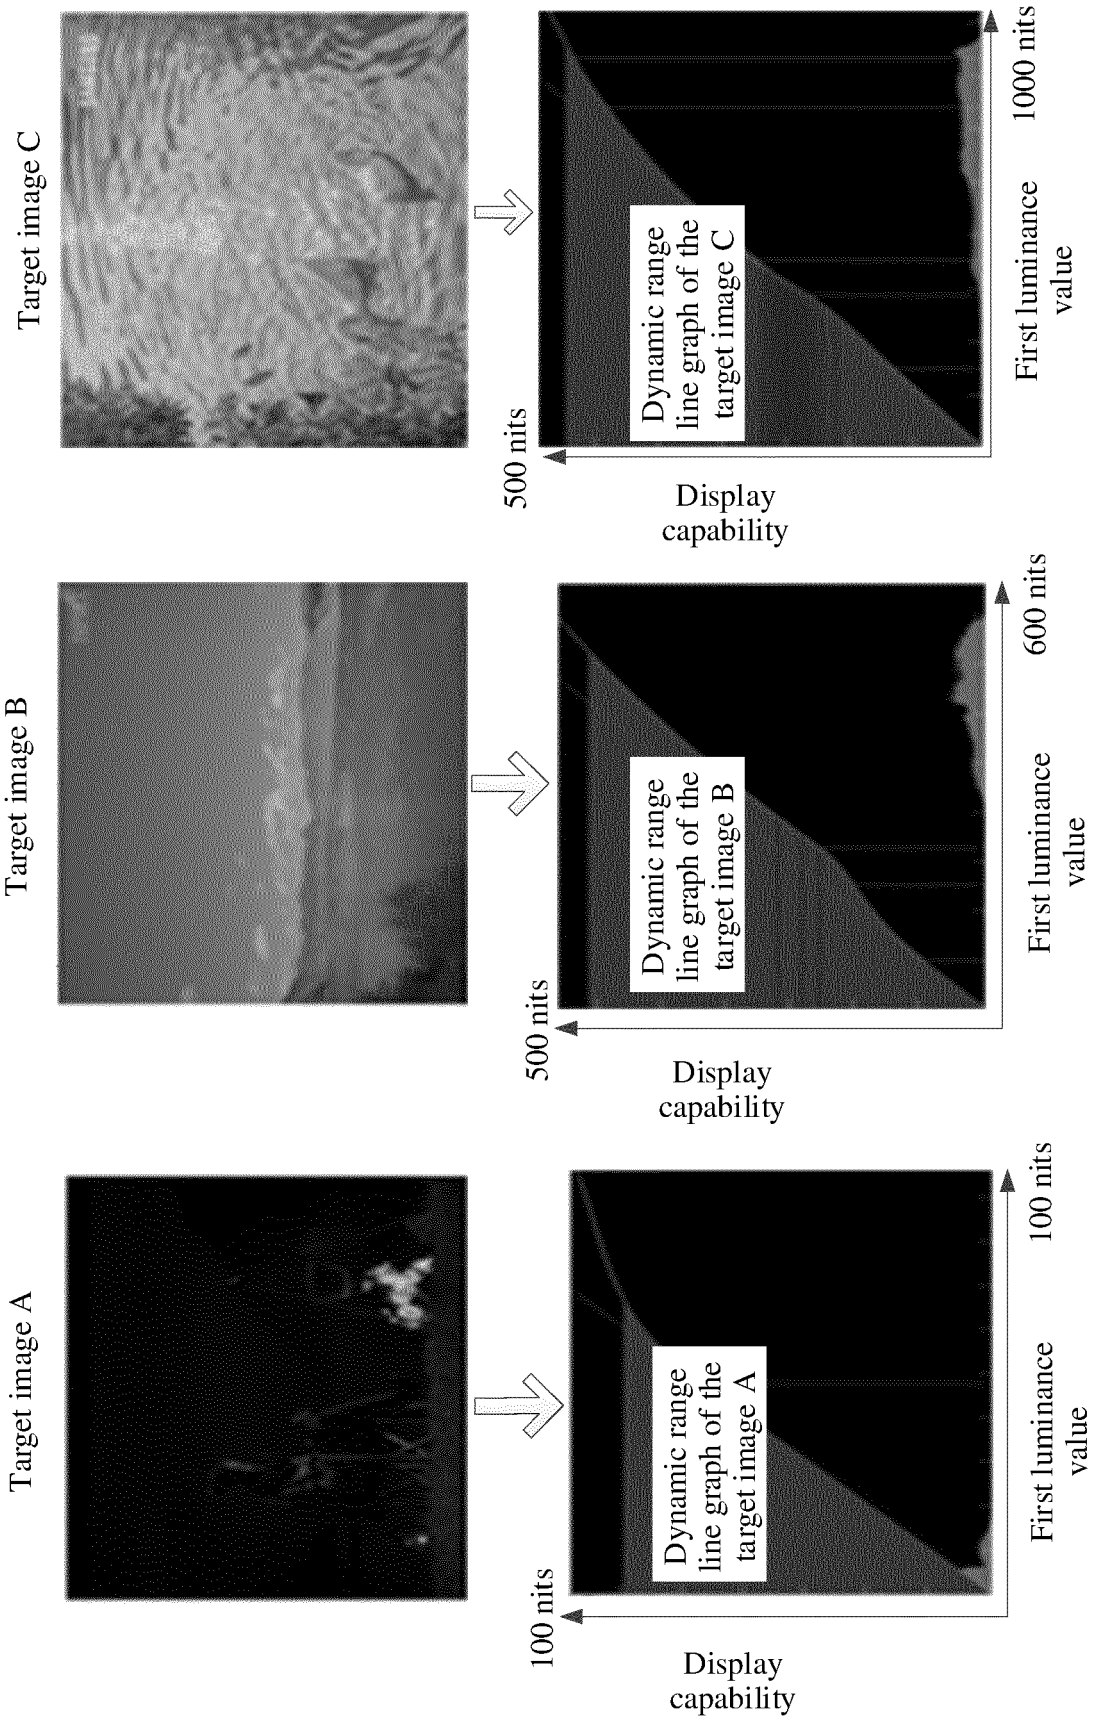 Target image A
Target image B
Target image C
100 nits
Display
capability
Dynamic range
line graph of the
target image A
100 nits
First luminance
value
500 nits
Display
capability
Dynamic range
line graph of the
target image B
600 nits
First luminance
value
500 nits
Display
capability
Dynamic range
line graph of the
target image C
1000 nits
First luminance
value